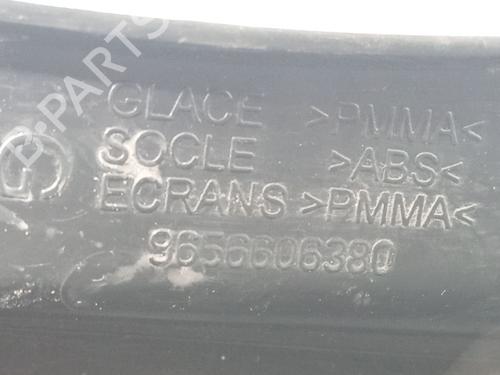 B-PARTS
GLACE >PMMA<
SOCLE >ABS<
ECRANS >PMMA<
9656606380